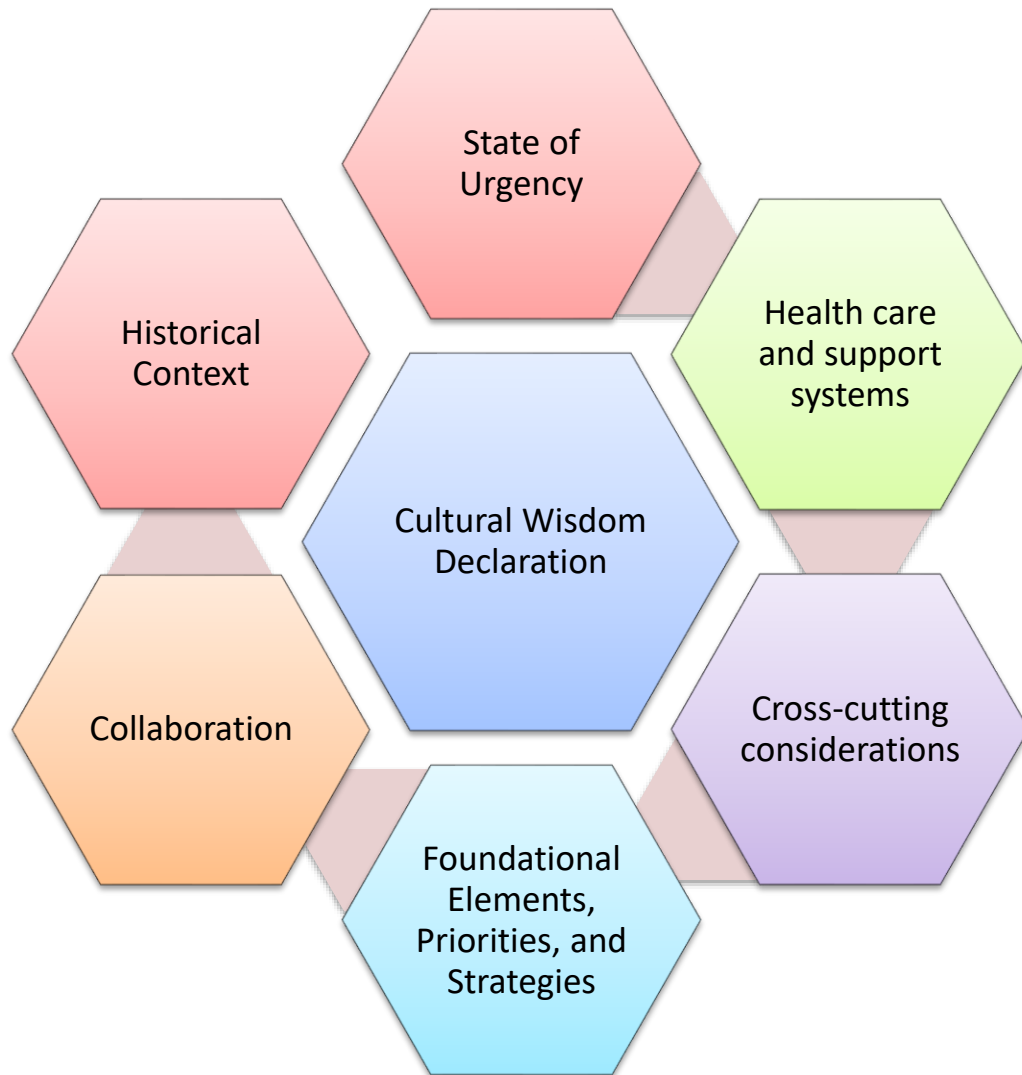 State of
Urgency
Health care
and support
systems
Historical
Context
Cultural Wisdom
Declaration
Cross-cutting
considerations
Collaboration
Foundational
Elements,
Priorities, and
Strategies